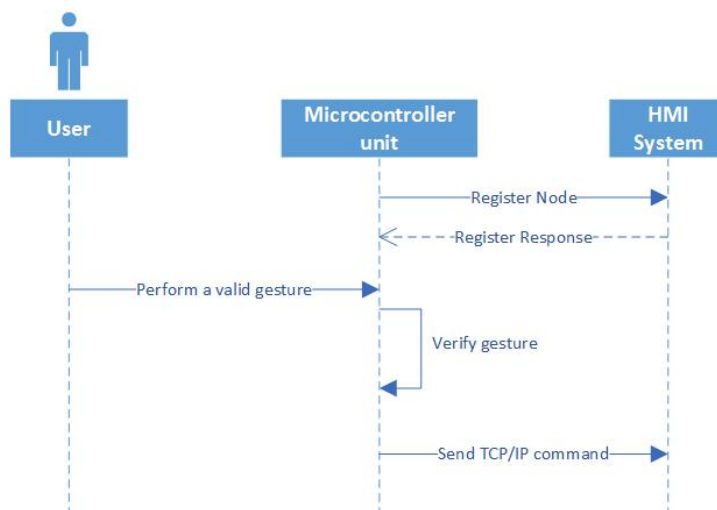 User
Microcontroller
unit
HMI
System
Register Node
Register Response
Perform a valid gesture
Verify gesture
Send TCP/IP command